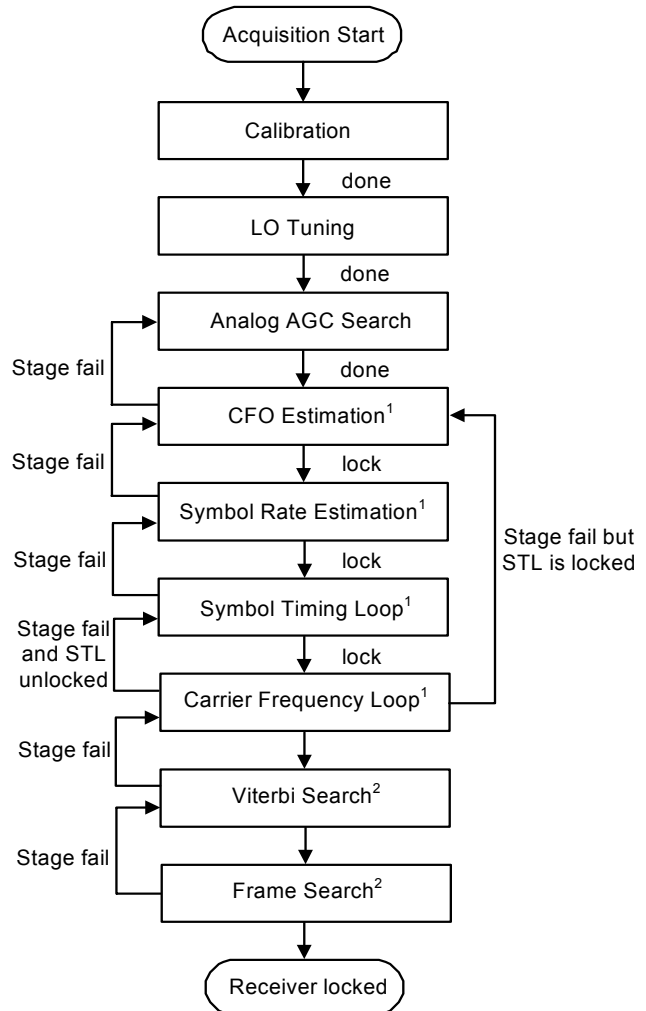 Acquisition Start
Calibration
done
LO Tuning
done
Analog AGC Search
Stage fail
done
CFO Estimation¹
Stage fail
lock
Symbol Rate Estimation¹
Stage fail but
STL is locked
Stage fail
lock
Symbol Timing Loop¹
Stage fail
and STL
unlocked
lock
Carrier Frequency Loop¹
Stage fail
Viterbi Search²
Stage fail
Frame Search²
Receiver locked